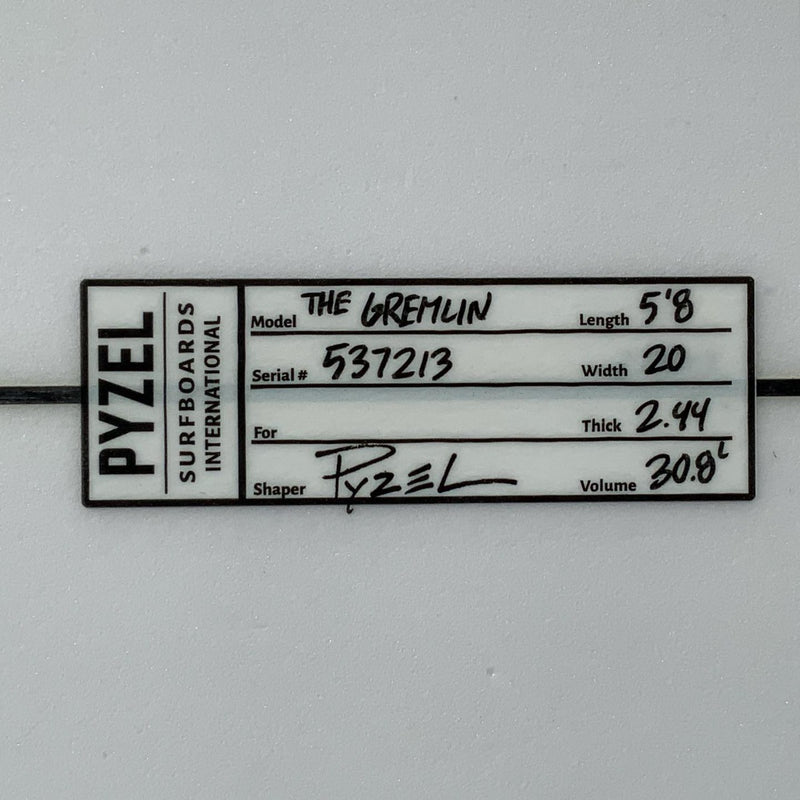 PYZEL
SURFBOARDS
INTERNATIONAL
Model THE GREMLIN Length 5'8
Serial # 537213 Width 20
For Thick 2.44
Shaper PYZEL Volume 30.8L